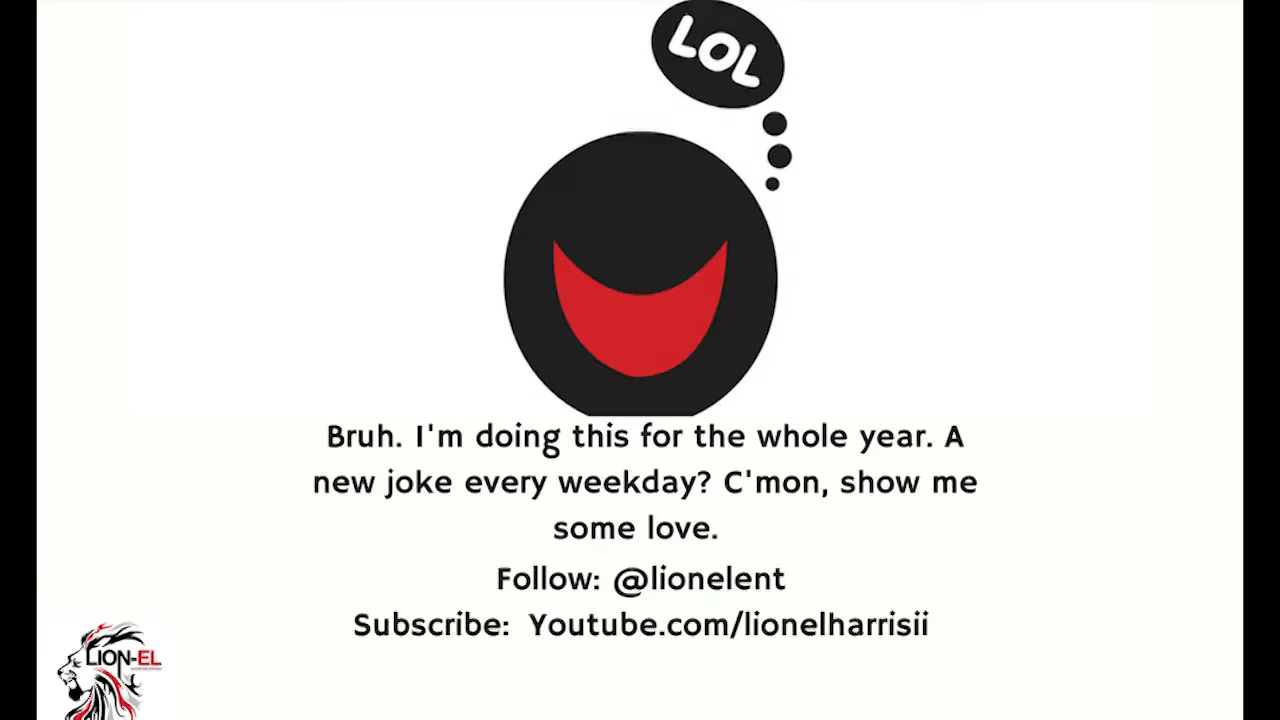 LOL
Bruh. I'm doing this for the whole year. A
new joke every weekday? C'mon, show me
some love.
Follow: @lionelent
Subscribe: Youtube.com/lionelharrisii
LION-EL